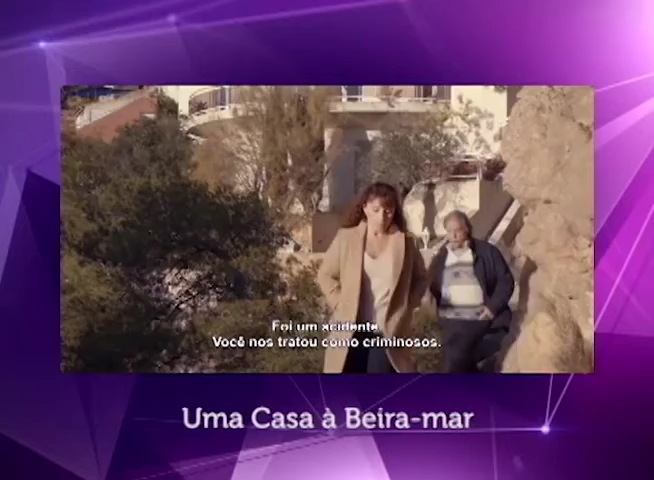 Foi um acidente.
Você nos tratou como criminosos.
Uma Casa à Beira-mar